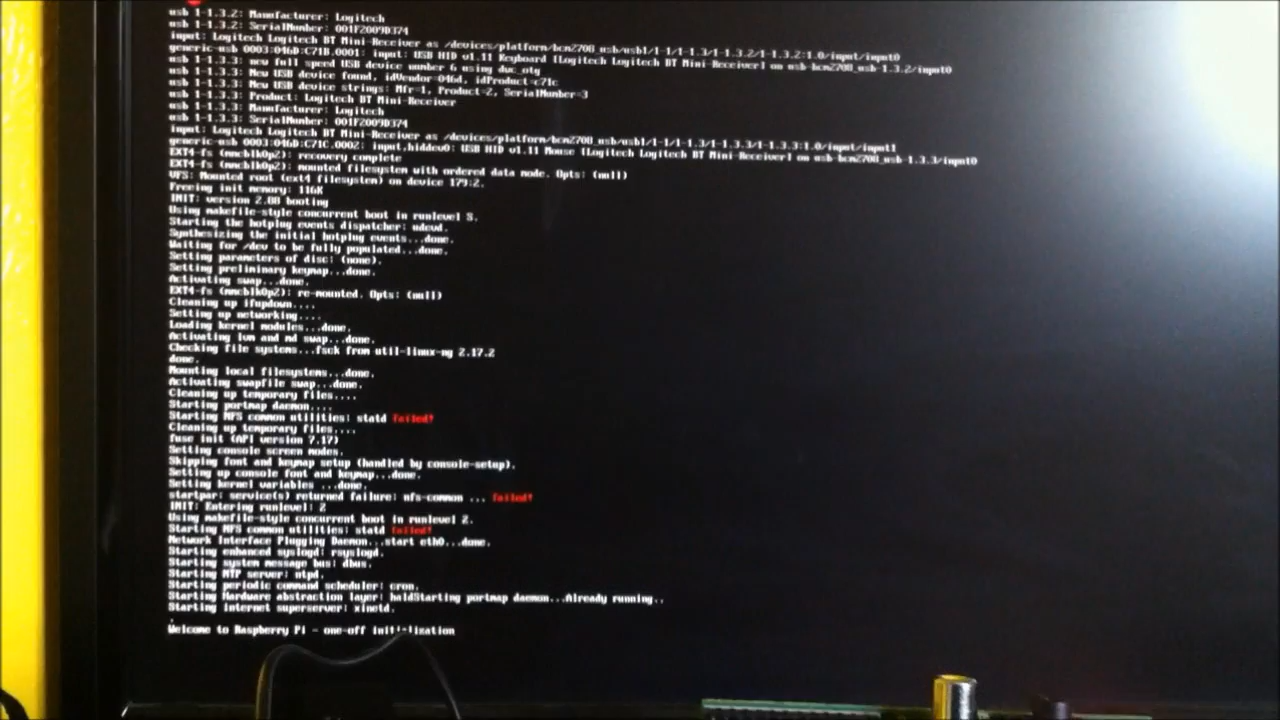 usb 1-1.3.2: Manufacturer: Logitech
usb 1-1.3.2: SerialNumber: 001F2009D374
input: Logitech Logitech BT Mini-Receiver as /devices/platform/bcm2708_usb/usb1/1-1/1-1.3/1-1.3.2/1-1.3.2:1.0/input/input0
generic-usb 0003:046D:C71B.0001: input: USB HID v1.11 Keyboard [Logitech Logitech BT Mini-Receiver] on usb-bcm2708_usb-1.3.2/input0
usb 1-1.3.3: new full speed USB device number 6 using dwc_otg
usb 1-1.3.3: New USB device found, idVendor=046d, idProduct=c71c
usb 1-1.3.3: New USB device strings: Mfr=1, Product=2, SerialNumber=3
usb 1-1.3.3: Product: Logitech BT Mini-Receiver
usb 1-1.3.3: Manufacturer: Logitech
usb 1-1.3.3: SerialNumber: 001F2009D374
input: Logitech Logitech BT Mini-Receiver as /devices/platform/bcm2708_usb/usb1/1-1/1-1.3/1-1.3.3/1-1.3.3:1.0/input/input1
generic-usb 0003:046D:C71C.0002: input,hiddev0: USB HID v1.11 Mouse [Logitech Logitech BT Mini-Receiver] on usb-bcm2708_usb-1.3.3/input0
EXT4-fs (mmcblk0p2): recovery complete
EXT4-fs (mmcblk0p2): mounted filesystem with ordered data mode. Opts: (null)
VFS: Mounted root (ext4 filesystem) on device 179:2.
Freeing init memory: 116K
INIT: version 2.88 booting
Using makefile-style concurrent boot in runlevel S.
Starting the hotplug events dispatcher: udevd.
Synthesizing the initial hotplug events...done.
Waiting for /dev to be fully populated...done.
Setting parameters of disc: (none).
Setting preliminary keymap...done.
Activating swap...done.
EXT4-fs (mmcblk0p2): re-mounted. Opts: (null)
Cleaning up ifupdown....
Setting up networking....
Loading kernel modules...done.
Activating lvm and md swap...done.
Checking file systems...fsck from util-linux-ng 2.17.2
done.
Mounting local filesystems...done.
Activating swapfile swap...done.
Cleaning up temporary files....
Starting portmap daemon....
Starting NFS common utilities: statd failed!
Cleaning up temporary files....
fuse init (API version 7.17)
Setting console screen modes.
Skipping font and keymap setup (handled by console-setup).
Setting up console font and keymap...done.
Setting kernel variables ...done.
startpar: service(s) returned failure: nfs-common ... failed!
INIT: Entering runlevel: 2
Using makefile-style concurrent boot in runlevel 2.
Starting NFS common utilities: statd failed!
Network Interface Plugging Daemon...start eth0...done.
Starting enhanced syslogd: rsyslogd.
Starting system message bus: dbus.
Starting NTP server: ntpd.
Starting periodic command scheduler: cron.
Starting Hardware abstraction layer: haldStarting portmap daemon...Already running..
Starting internet superserver: xinetd.
.
Welcome to Raspberry Pi - one-off initialization